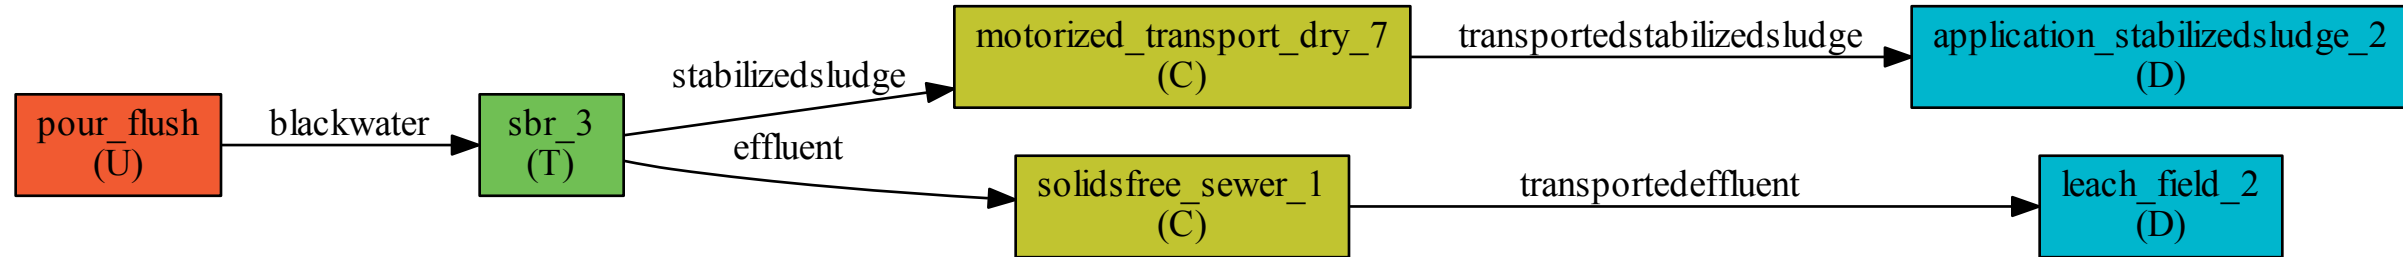 pour_flush
(U)
blackwater
sbr_3
(T)
stabilizedsludge
effluent
motorized_transport_dry_7
(C)
transportedstabilizedsludge
application_stabilizedsludge_2
(D)
solidsfree_sewer_1
(C)
transportedeffluent
leach_field_2
(D)